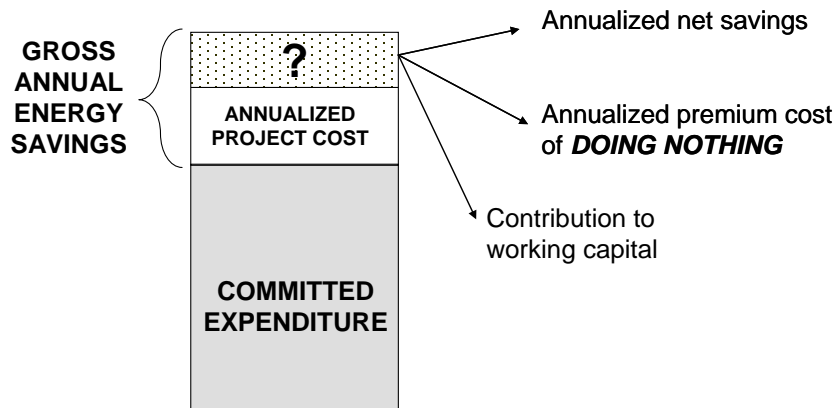 GROSS
ANNUAL
ENERGY
SAVINGS
?
ANNUALIZED
PROJECT COST
COMMITTED
EXPENDITURE
Annualized net savings
Annualized premium cost
of DOING NOTHING
Contribution to
working capital